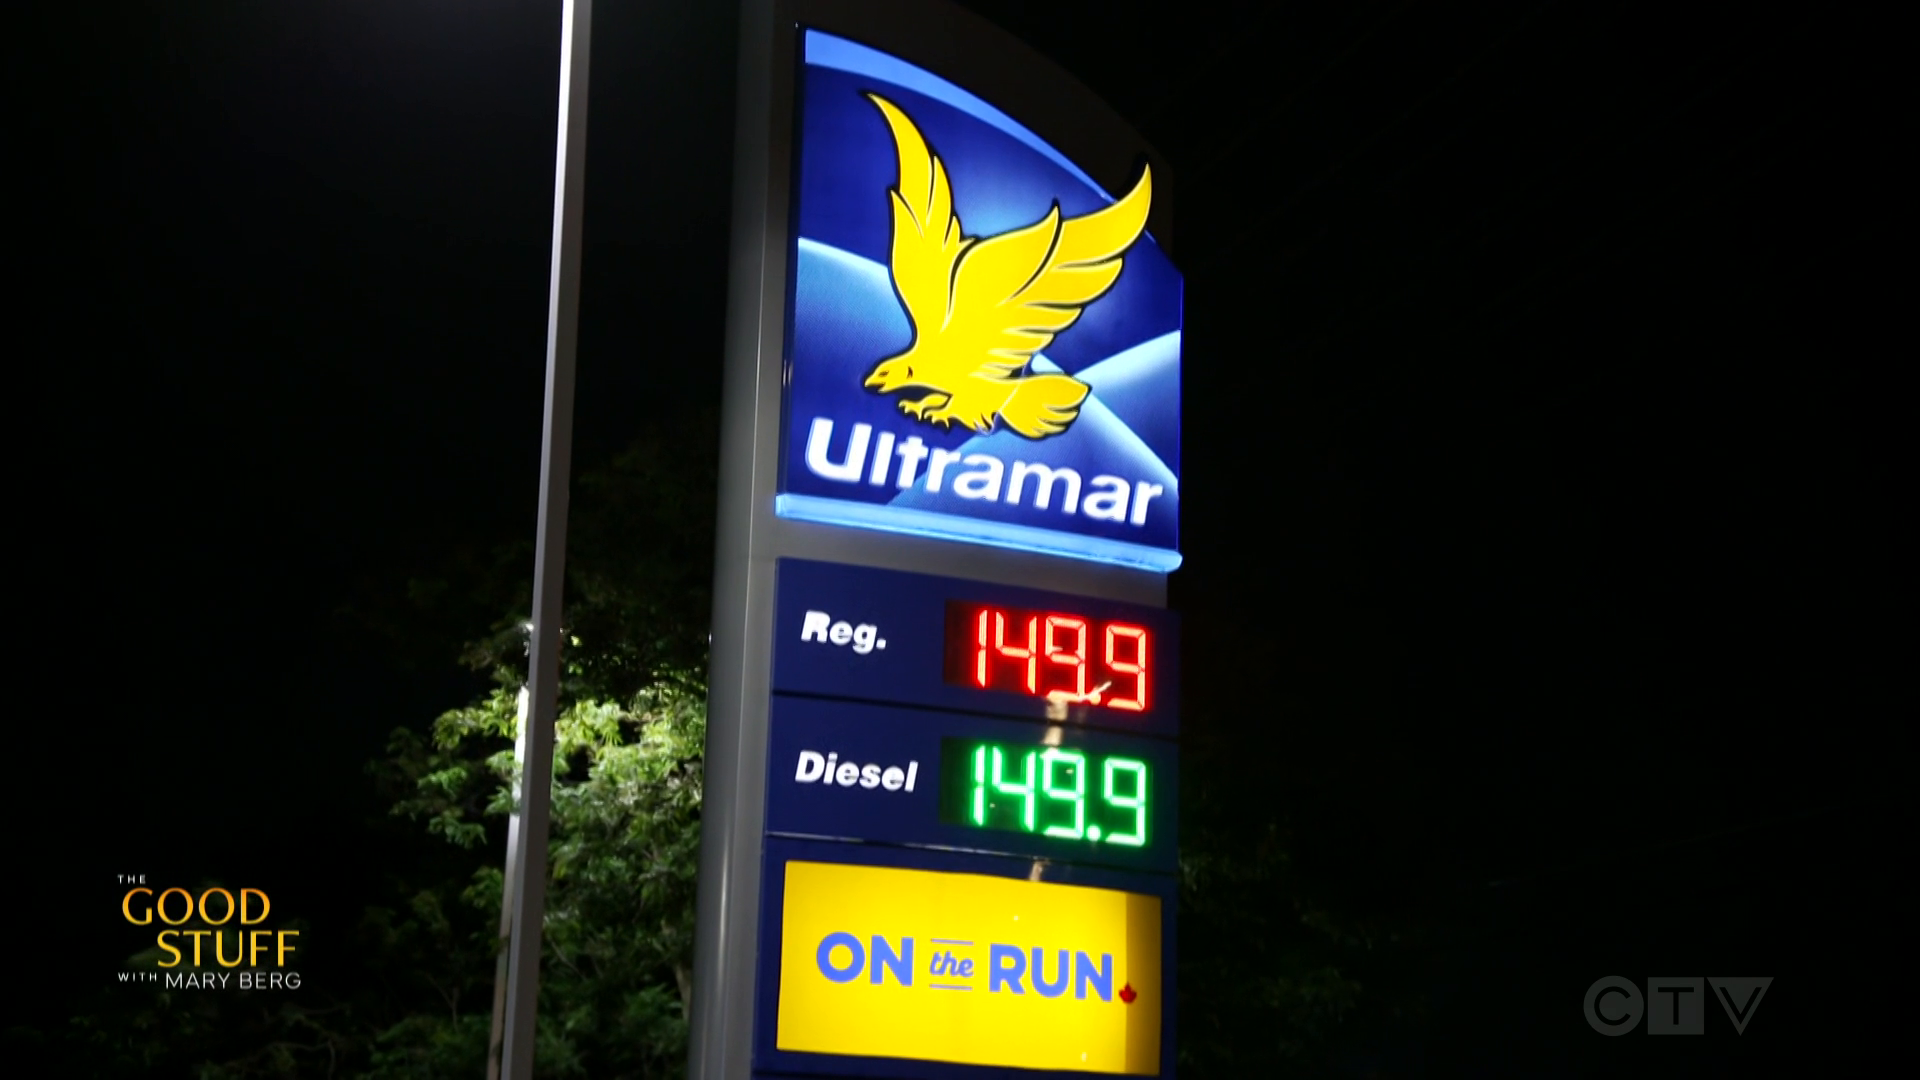 Ultramar
Reg. 149.9
Diesel 149.9
ON the RUN
THE
GOOD
STUFF
WITH MARY BERG
CTV